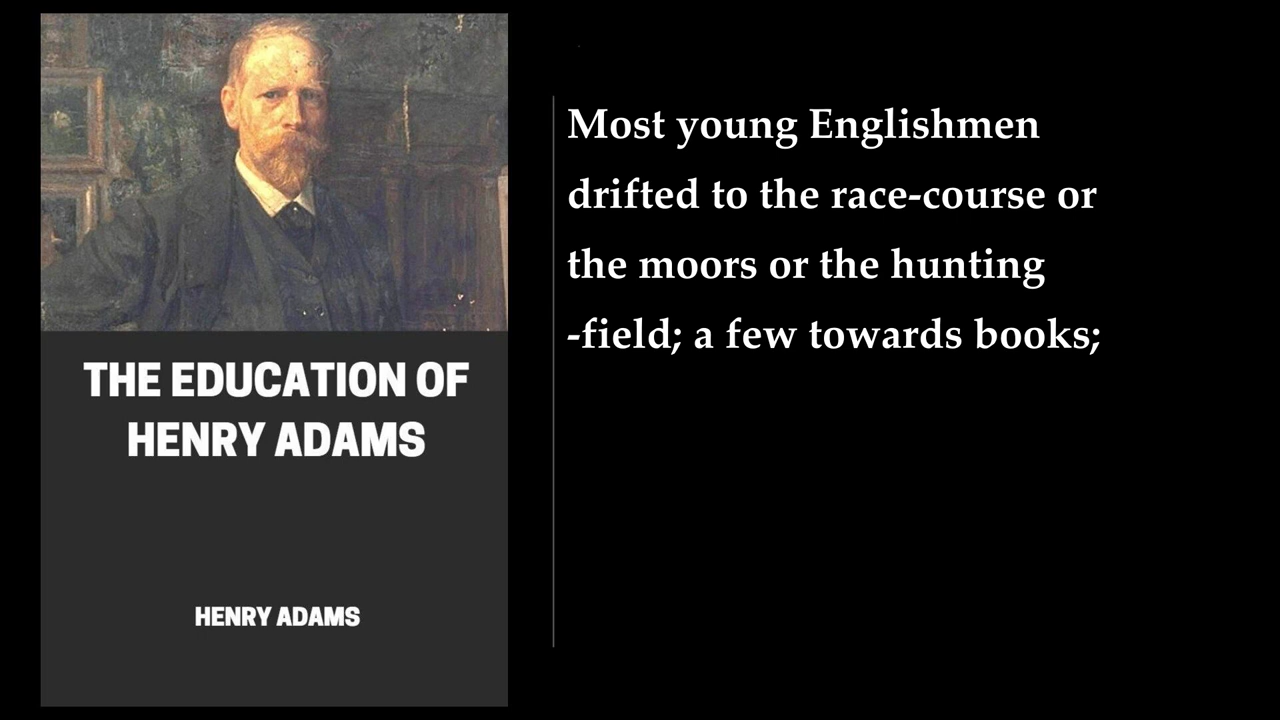 THE EDUCATION OF
HENRY ADAMS
HENRY ADAMS
Most young Englishmen
drifted to the race-course or
the moors or the hunting
-field; a few towards books;